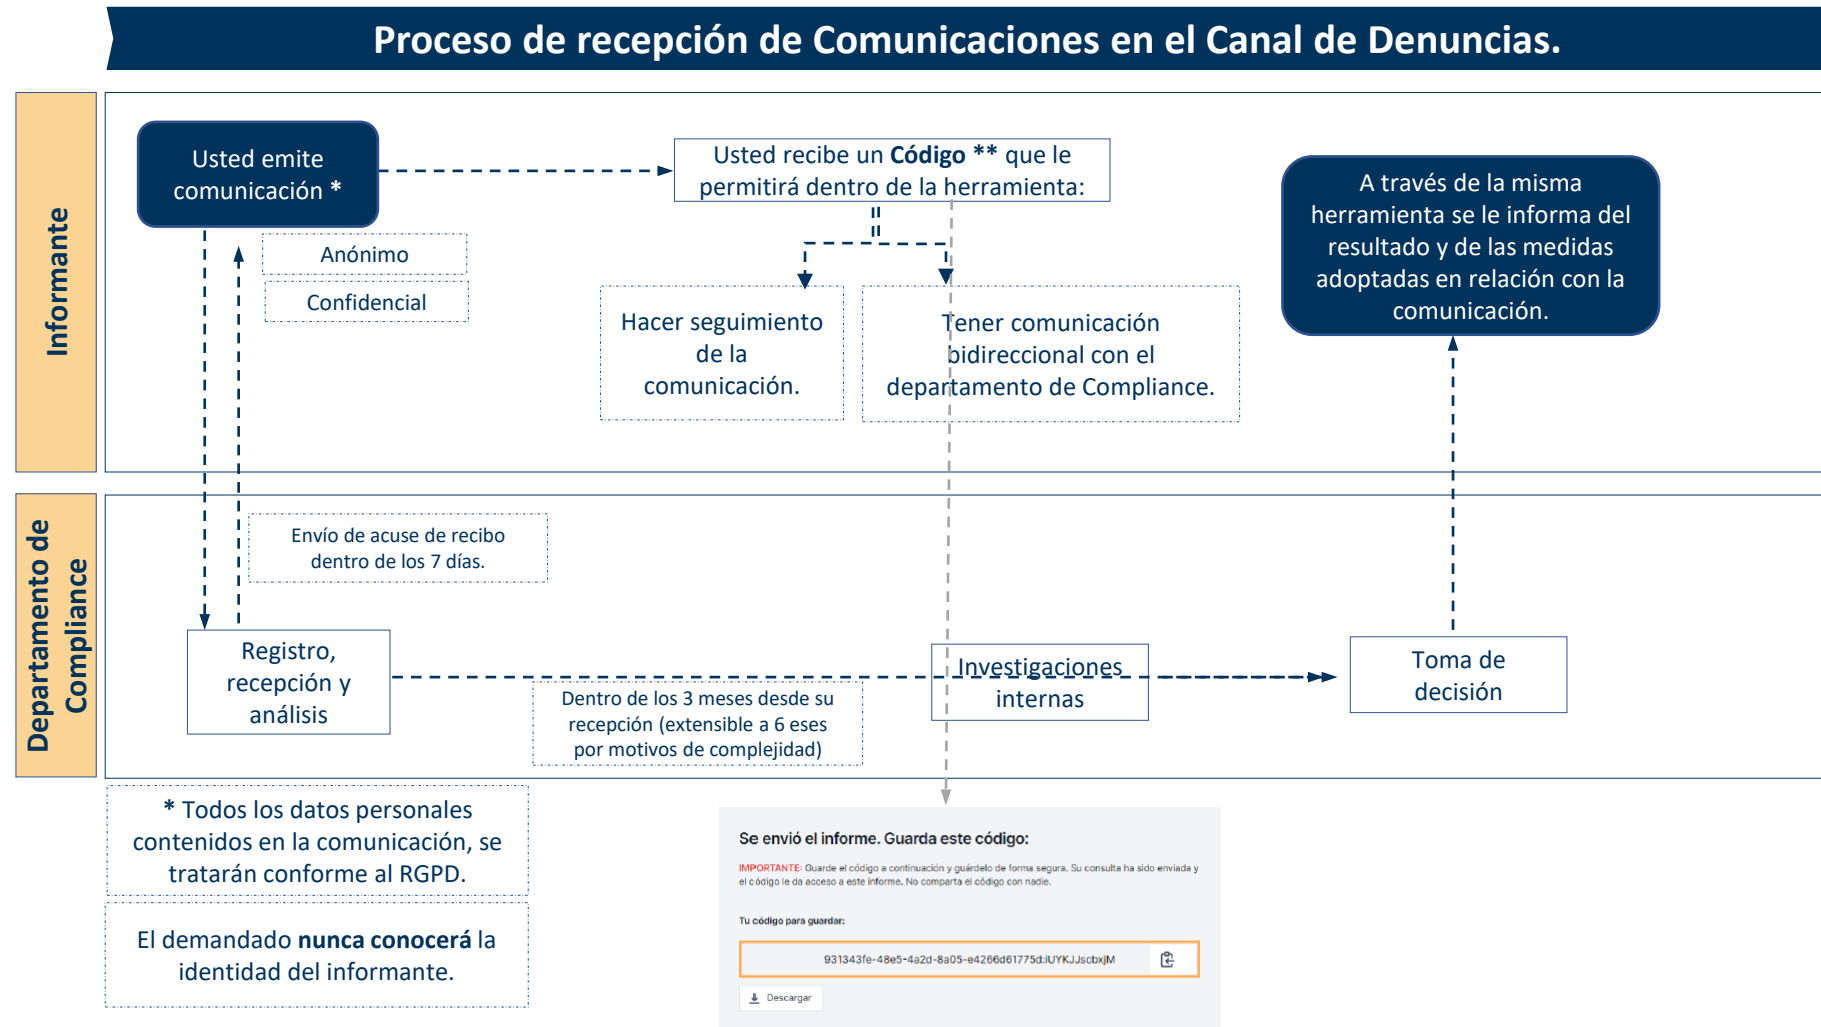 Proceso de recepción de Comunicaciones en el Canal de Denuncias.
Informante
Usted emite
comunicación *
Anónimo
Confidencial
Usted recibe un Código ** que le
permitirá dentro de la herramienta:
Hacer seguimiento
de la
comunicación.
Tener comunicación
bidireccional con el
departamento de Compliance.
A través de la misma
herramienta se le informa del
resultado y de las medidas
adoptadas en relación con la
comunicación.
Departamento de
Compliance
Envío de acuse de recibo
dentro de los 7 días.
Registro,
recepción y
análisis
Dentro de los 3 meses desde su
recepción (extensible a 6 eses
por motivos de complejidad)
Investigaciones
internas
Toma de
decisión
* Todos los datos personales
contenidos en la comunicación, se
tratarán conforme al RGPD.
El demandado nunca conocerá la
identidad del informante.
Se envió el informe. Guarda este código:
IMPORTANTE: Guarde el código a continuación y guárdelo de forma segura. Su consulta ha sido enviada y
el código le da acceso a este informe. No comparta el código con nadie.
Tu código para guardar:
931343fe-48e5-4a2d-8a05-e4266d61775d:iUYKJJscbxjM
Descargar